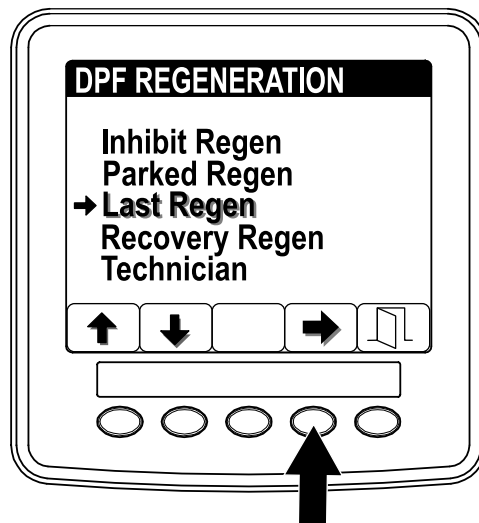 DPF REGENERATION
Inhibit Regen
Parked Regen
Last Regen
Recovery Regen
Technician